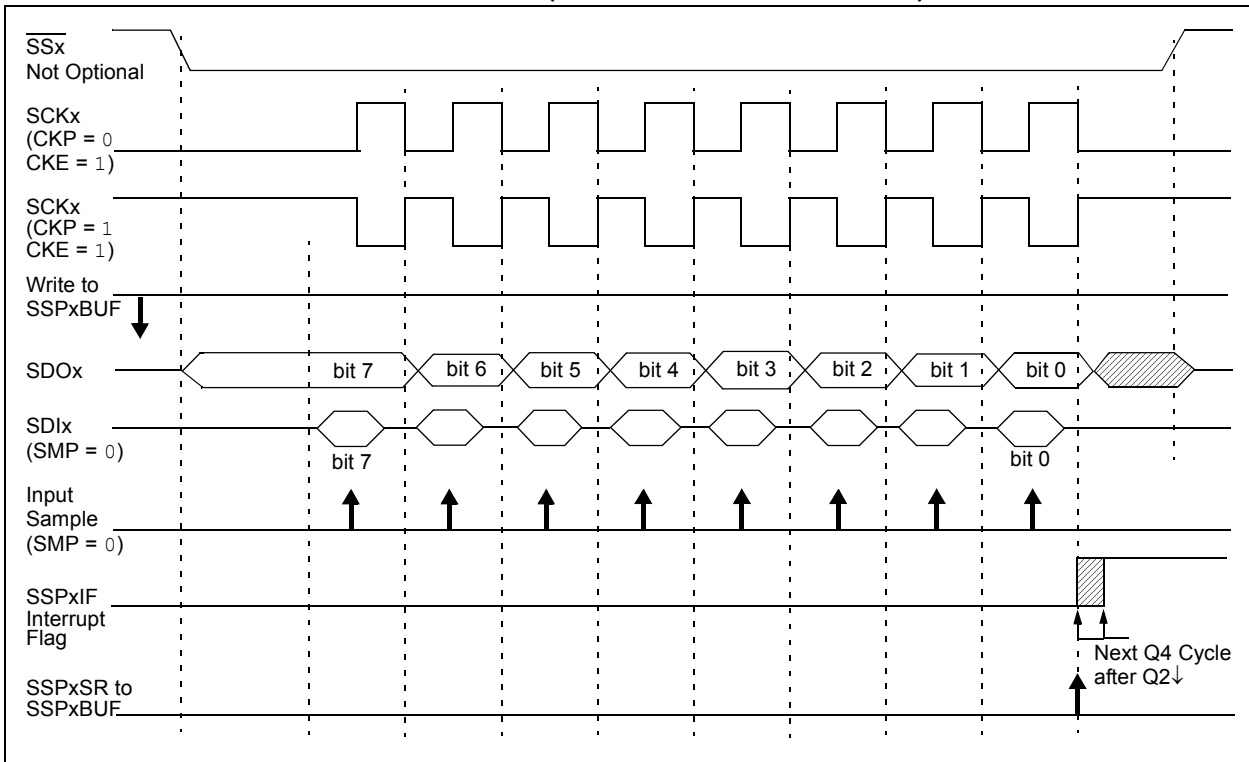 SSx
Not Optional
SCKx
(CKP = 0
CKE = 1)
SCKx
(CKP = 1
CKE = 1)
Write to
SSPxBUF
SDOx
bit 7
bit 6
bit 5
bit 4
bit 3
bit 2
bit 1
bit 0
SDIx
(SMP = 0)
bit 7
bit 0
Input
Sample
(SMP = 0)
SSPxIF
Interrupt
Flag
Next Q4 Cycle
after Q2↓
SSPxSR to
SSPxBUF